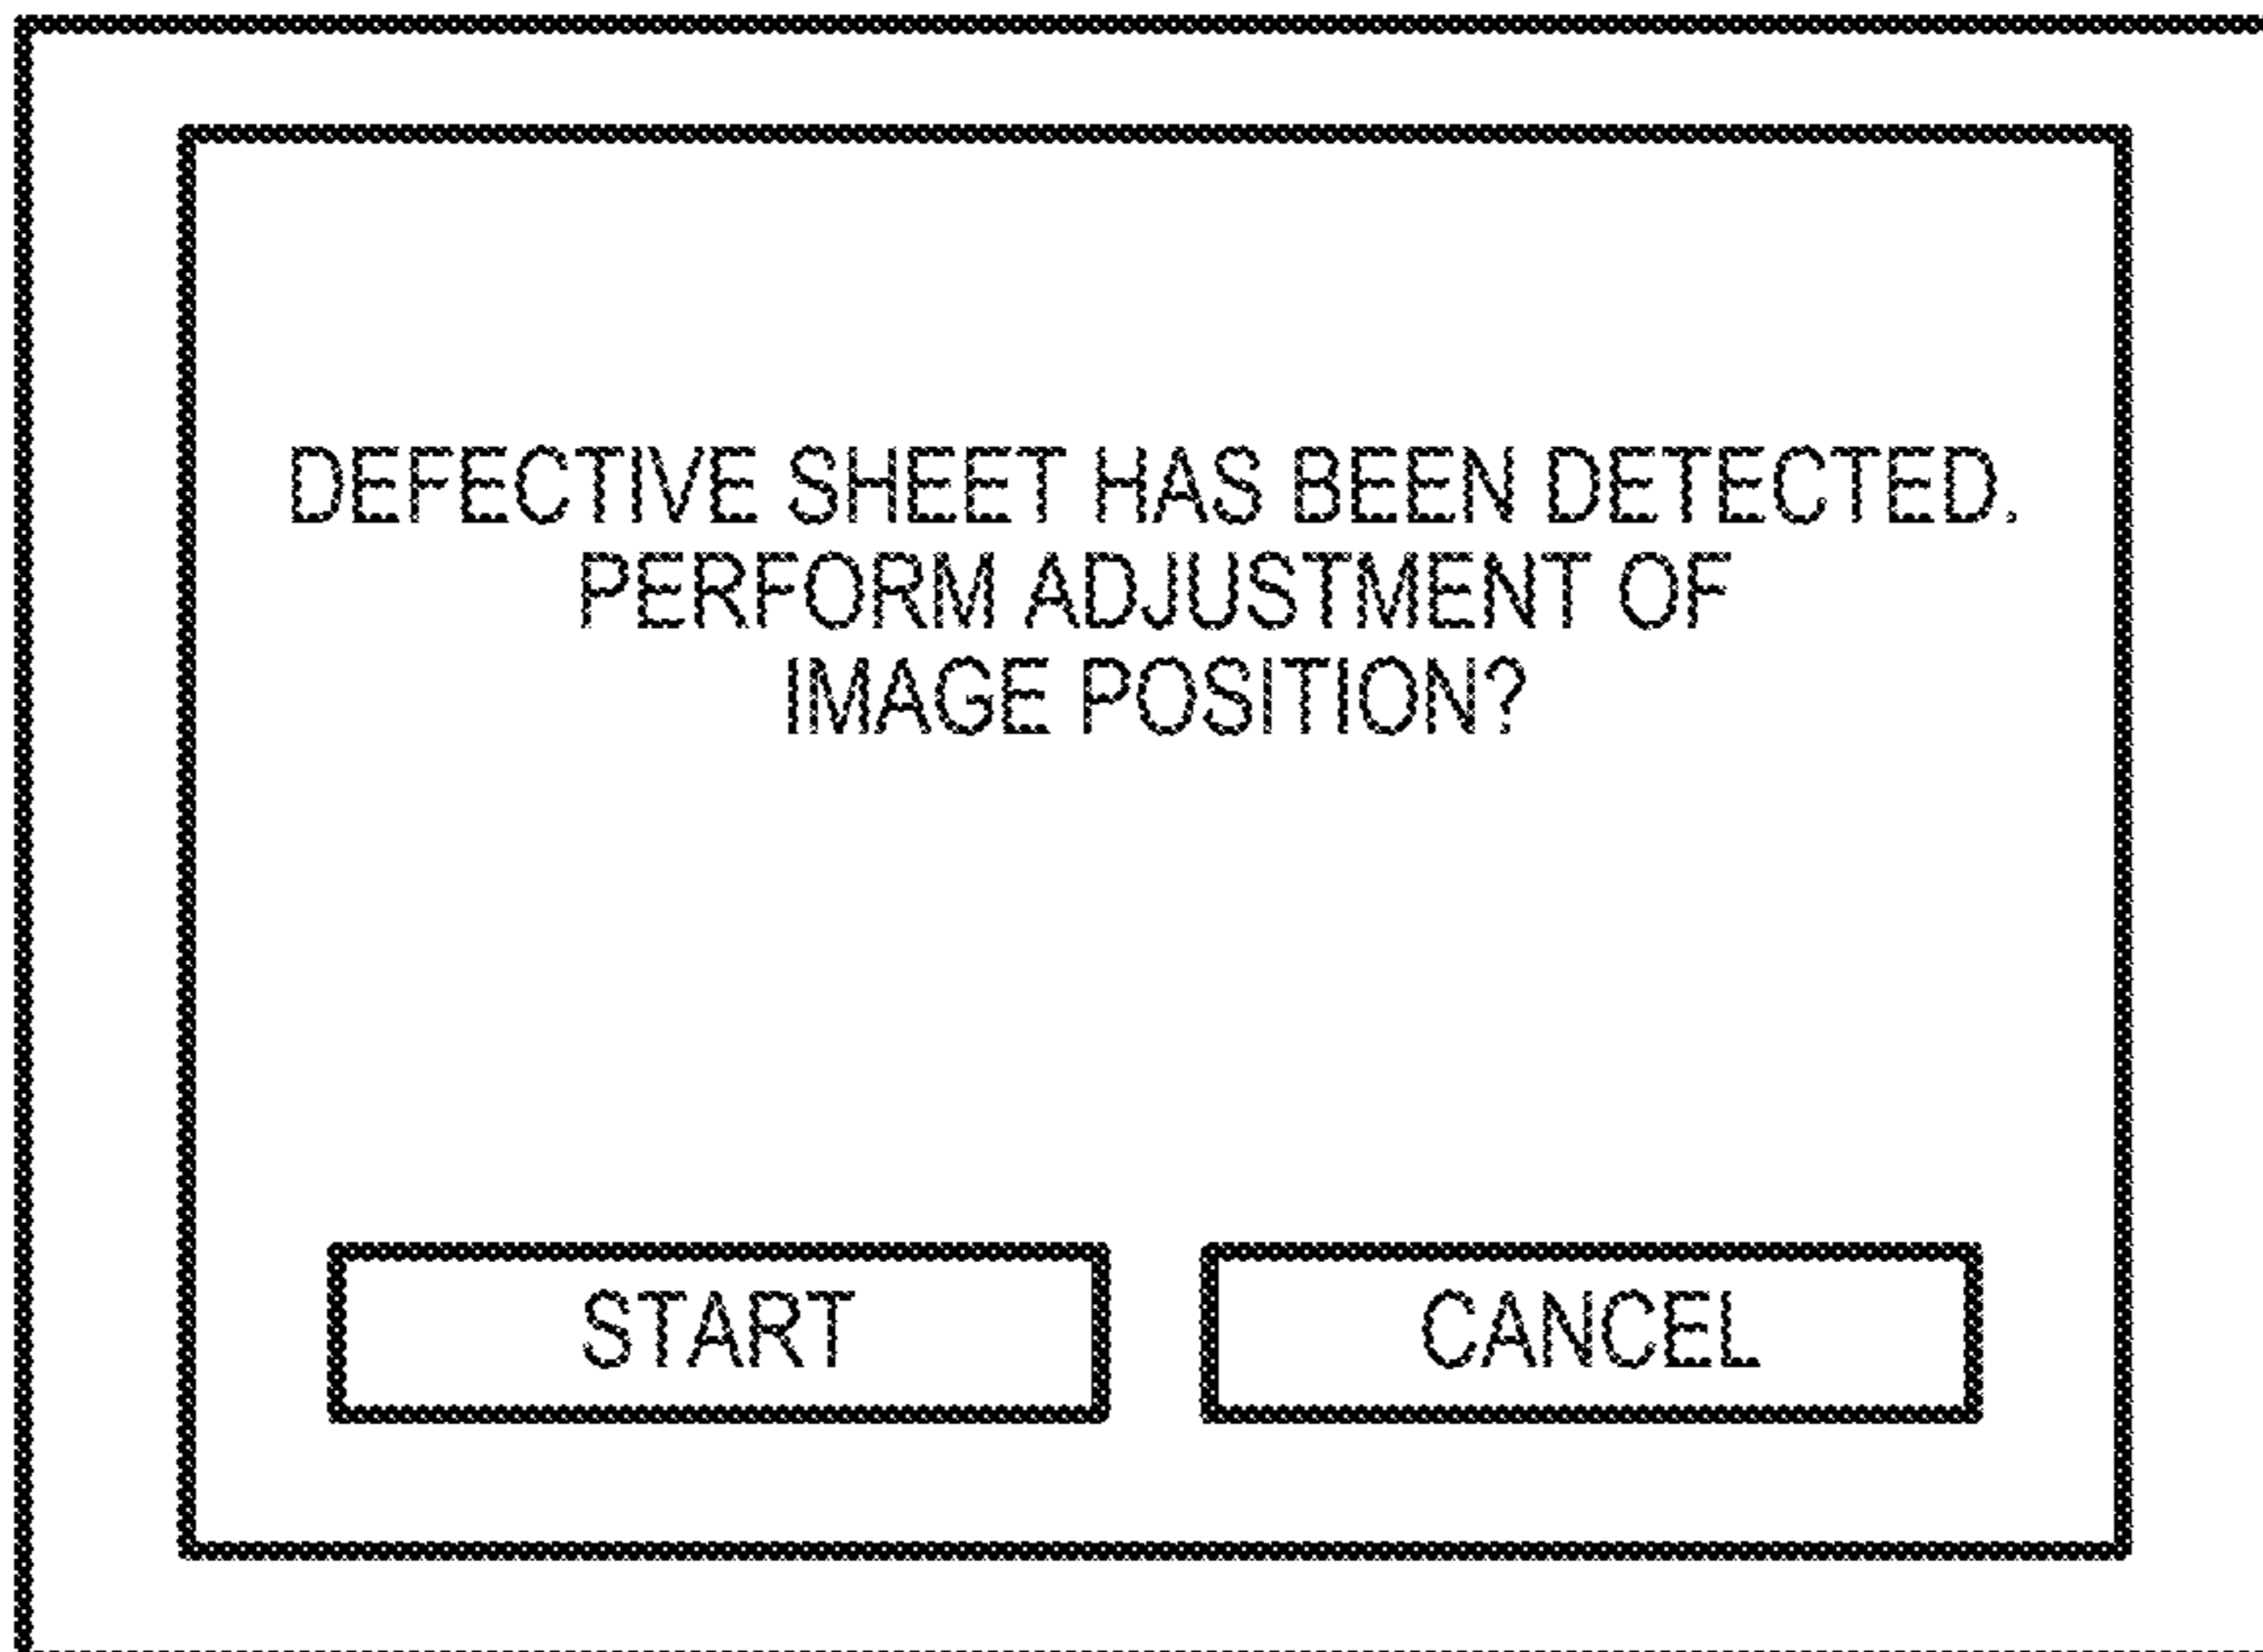 DEFECTIVE SHEET HAS BEEN DETECTED.
PERFORM ADJUSTMENT OF
IMAGE POSITION?
START
CANCEL